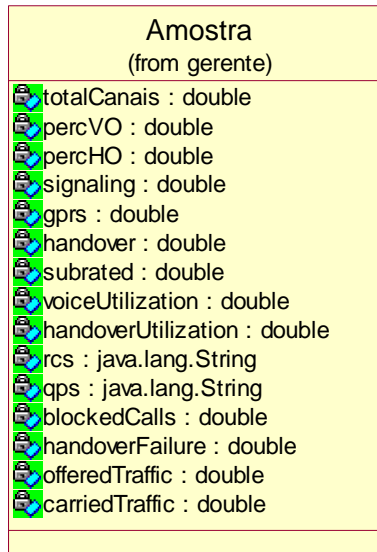 Amostra
(from gerente)
totalCanais : double
percVO : double
percHO : double
signaling : double
gprs : double
handover : double
subrated : double
voiceUtilization : double
handoverUtilization : double
rcs : java.lang.String
qps : java.lang.String
blockedCalls : double
handoverFailure : double
offeredTraffic : double
carriedTraffic : double